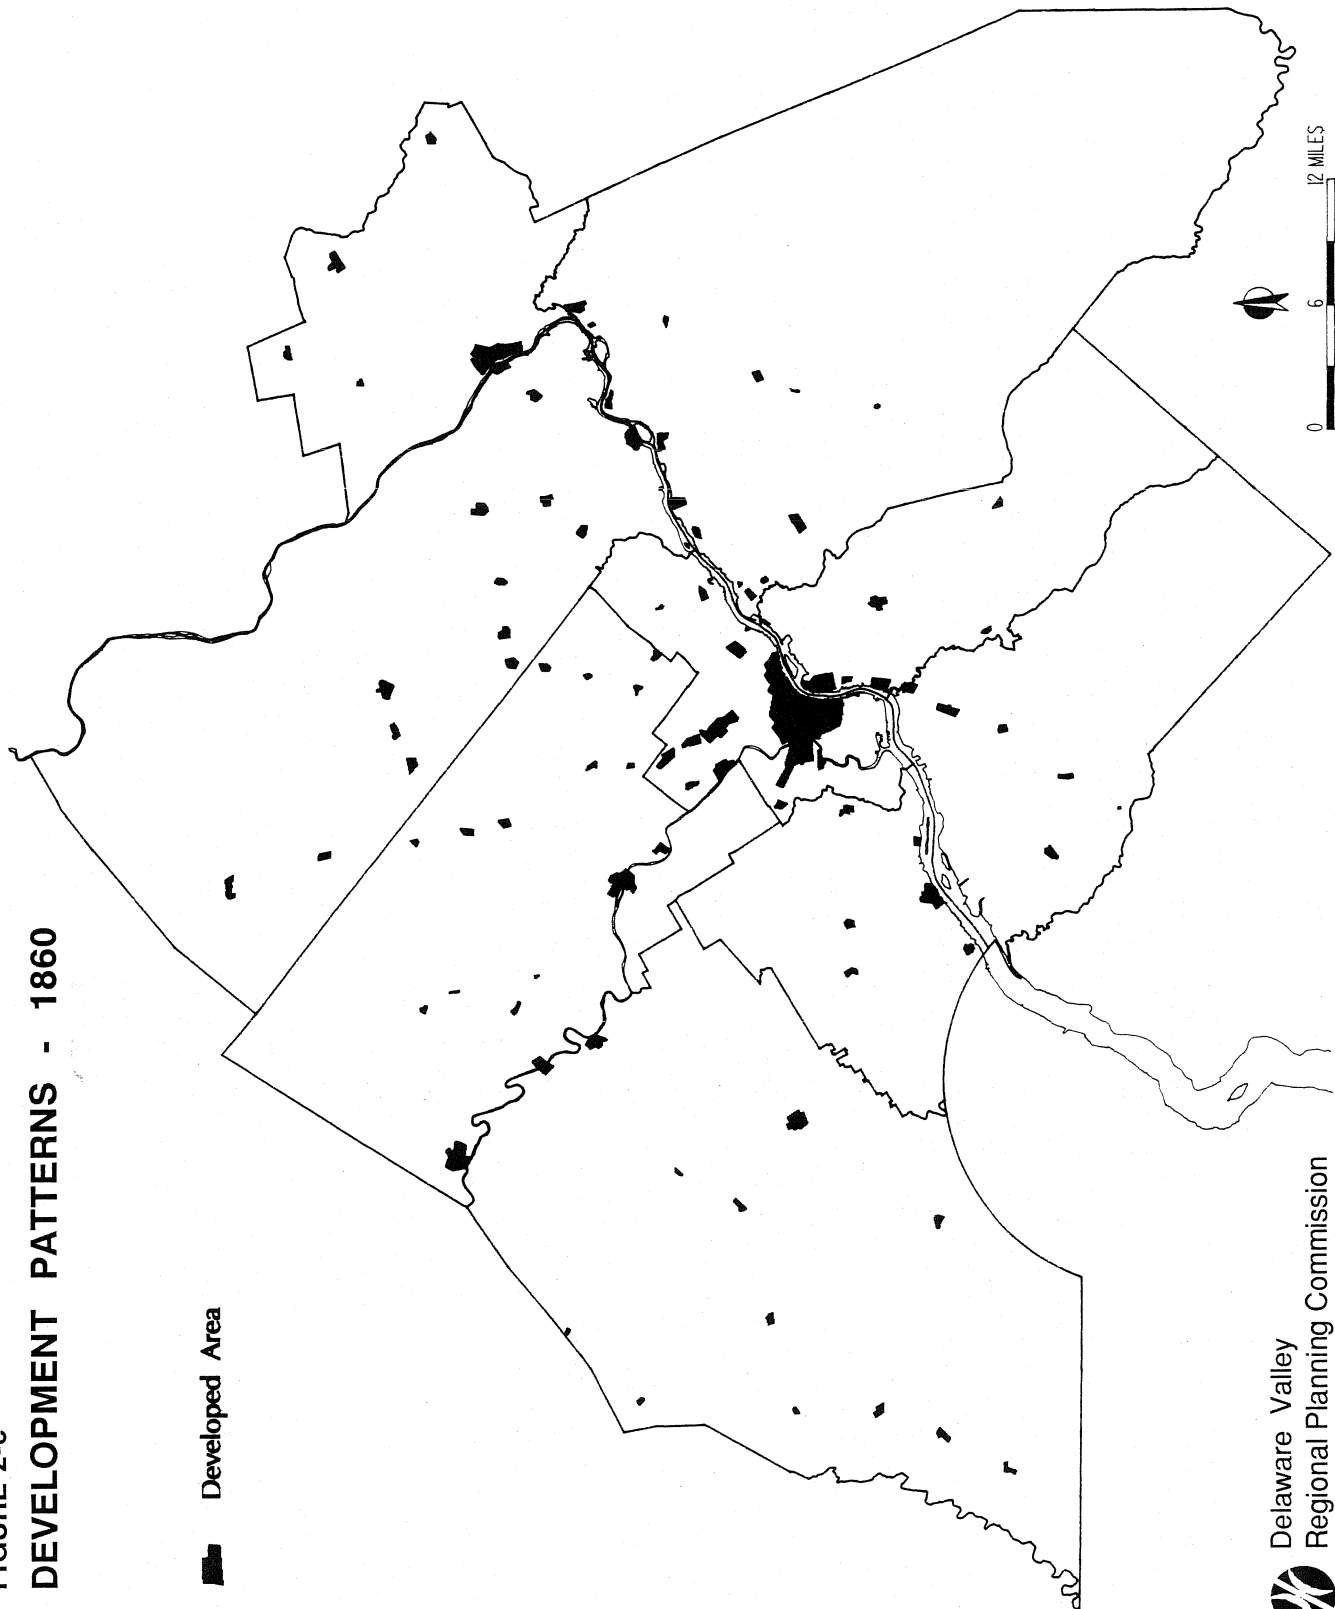 DEVELOPMENT PATTERNS - 1860
Developed Area
0 6 12 MILES
Delaware Valley
Regional Planning Commission